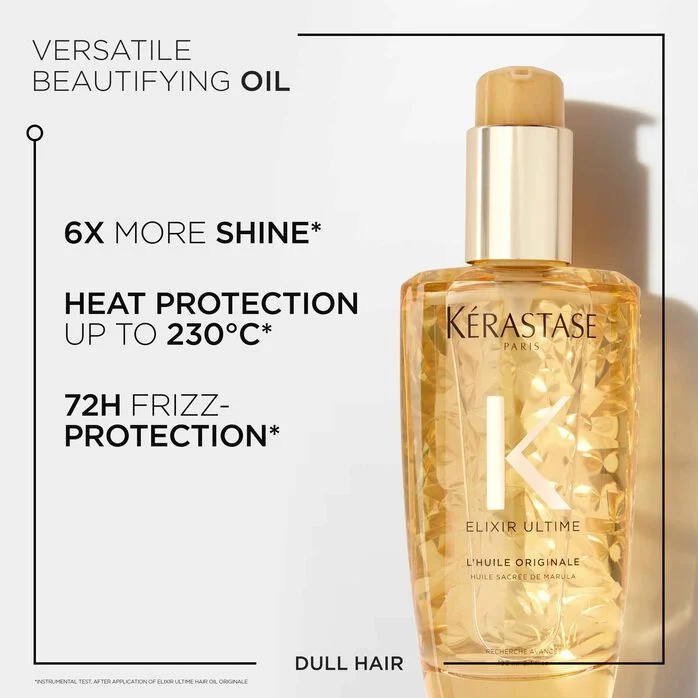 VERSATILE
BEAUTIFYING OIL
6X MORE SHINE*
HEAT PROTECTION
UP TO 230°C*
72H FRIZZ-
PROTECTION*
KÉRASTASE
PARIS
K
ELIXIR ULTIME
L'HUILE ORIGINALE
HUILE SACRÉE DE MARULA
RECHERCHE AVANCÉE
DULL HAIR
*INSTRUMENTAL TEST, AFTER APPLICATION OF ELIXIR ULTIME HAIR OIL ORIGINALE